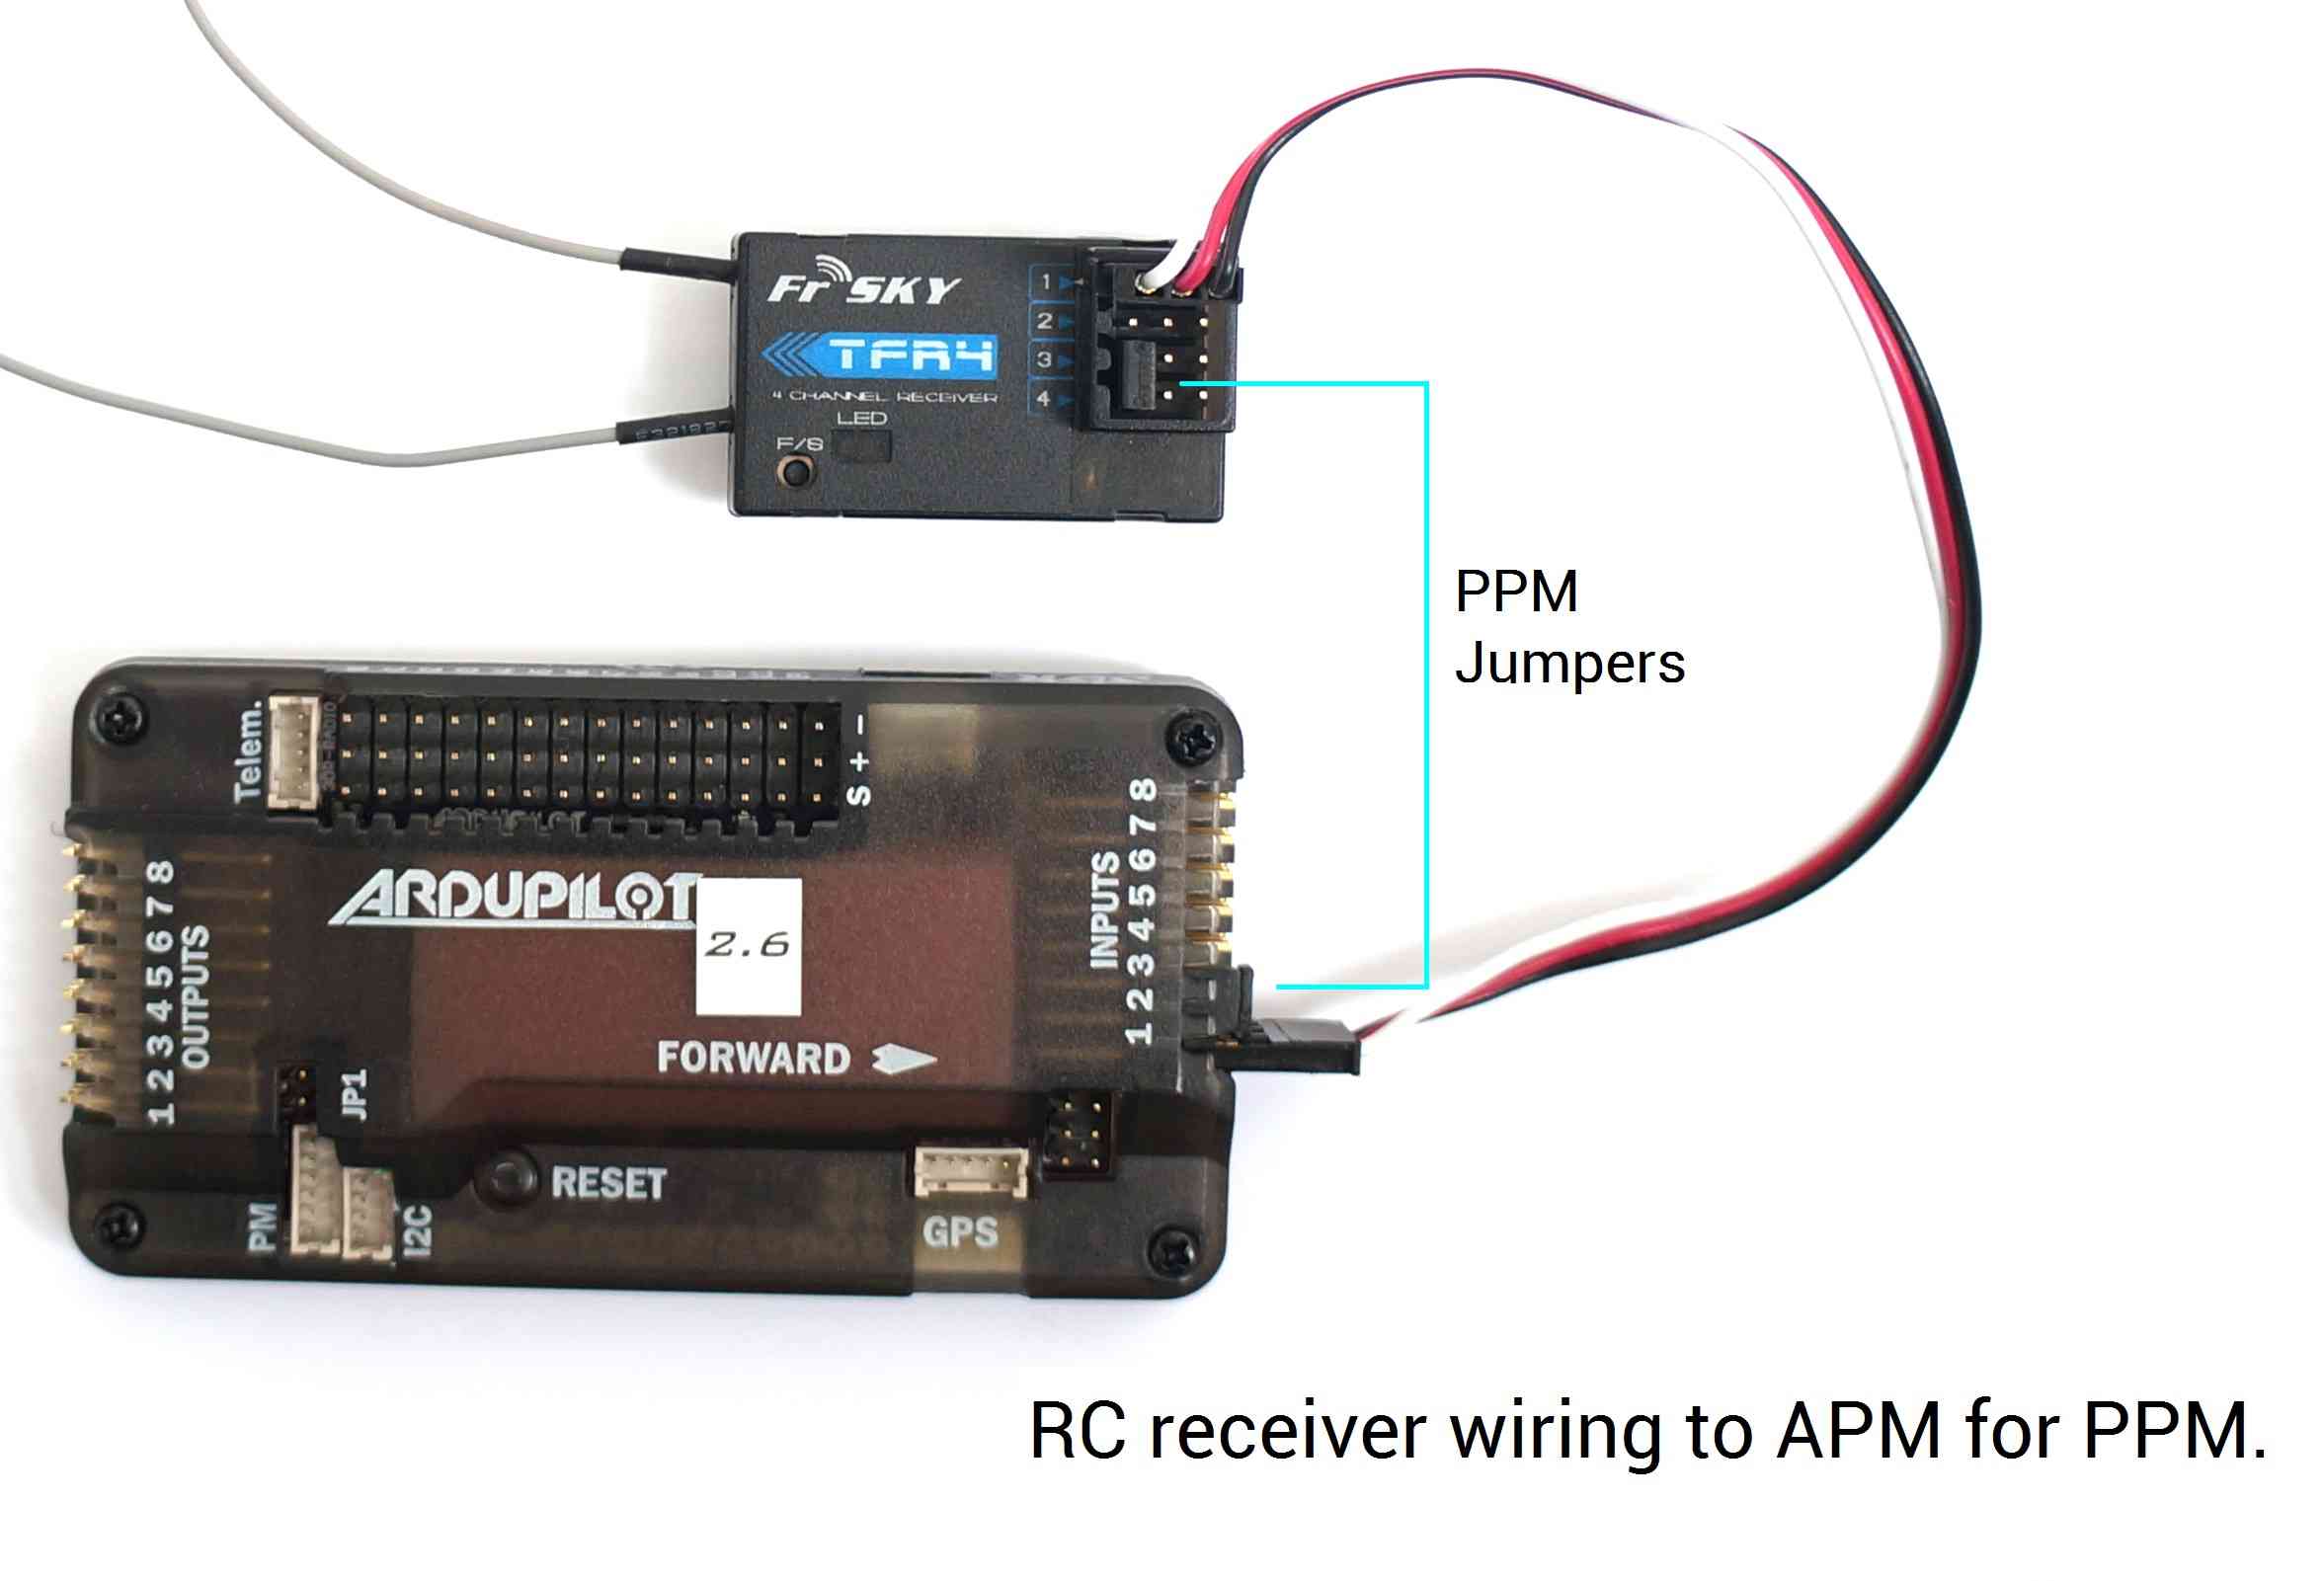 Fr SKY
TFR4
4 CHANNEL RECEIVER
LED
F/S
1
2
3
4
PPM
Jumpers
Telem.
- + S
ARDUPILOT
2.6
FORWARD
INPUTS
1 2 3 4 5 6 7 8
1 2 3 4 5 6 7 8
OUTPUTS
JP1
RESET
PM
I2C
GPS
RC receiver wiring to APM for PPM.